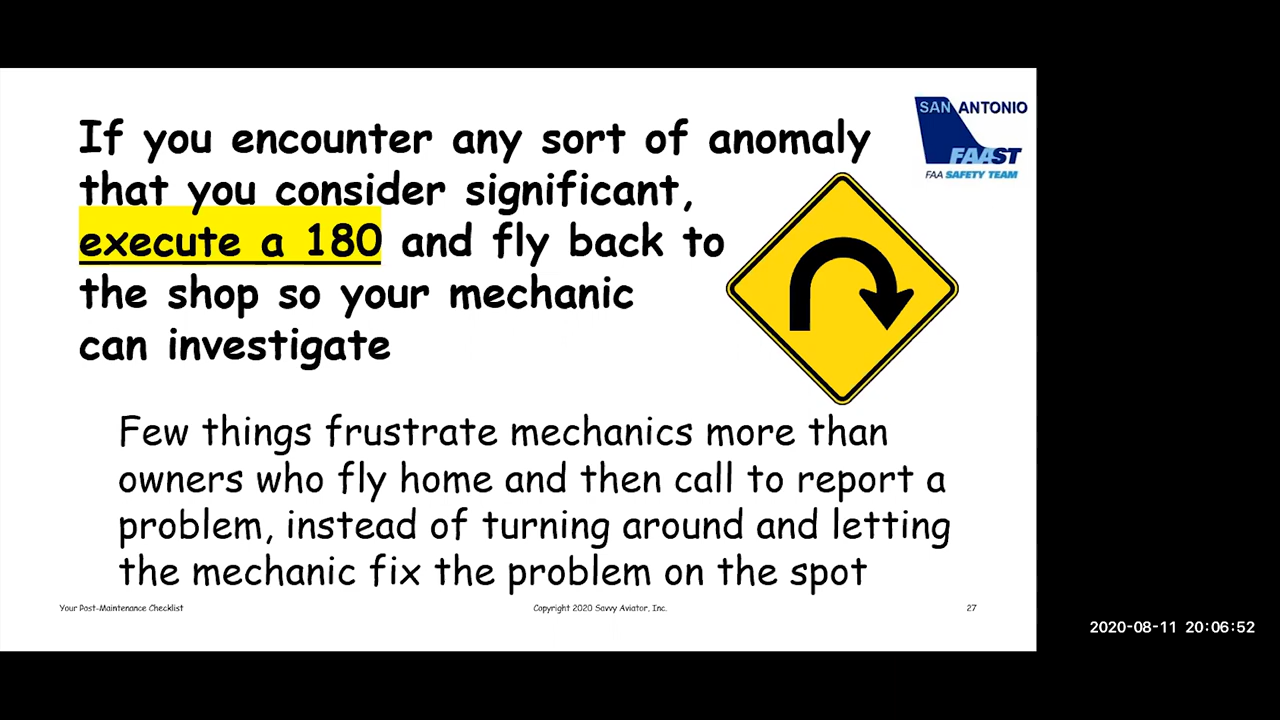 SAN ANTONIO
FAAST
FAA SAFETY TEAM
If you encounter any sort of anomaly
that you consider significant,
execute a 180 and fly back to
the shop so your mechanic
can investigate
Few things frustrate mechanics more than
owners who fly home and then call to report a
problem, instead of turning around and letting
the mechanic fix the problem on the spot
Your Post-Maintenance Checklist
Copyright 2020 Savvy Aviator, Inc.
27
2020-08-11 20:06:52